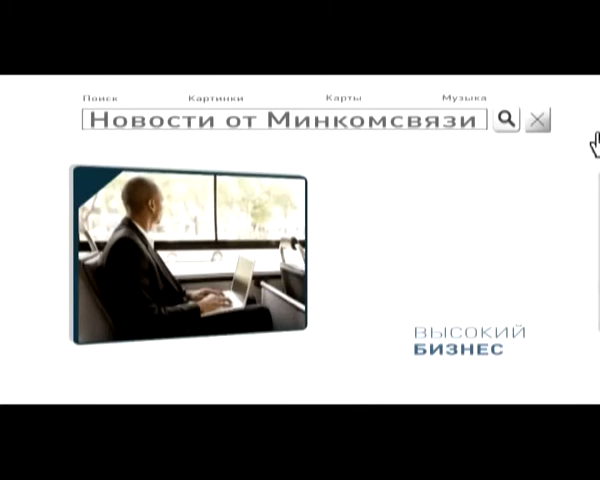 Поиск Картинки Карты Музыка
Новости от Минкомсвязи
ВЫСОКИЙ
БИЗНЕС